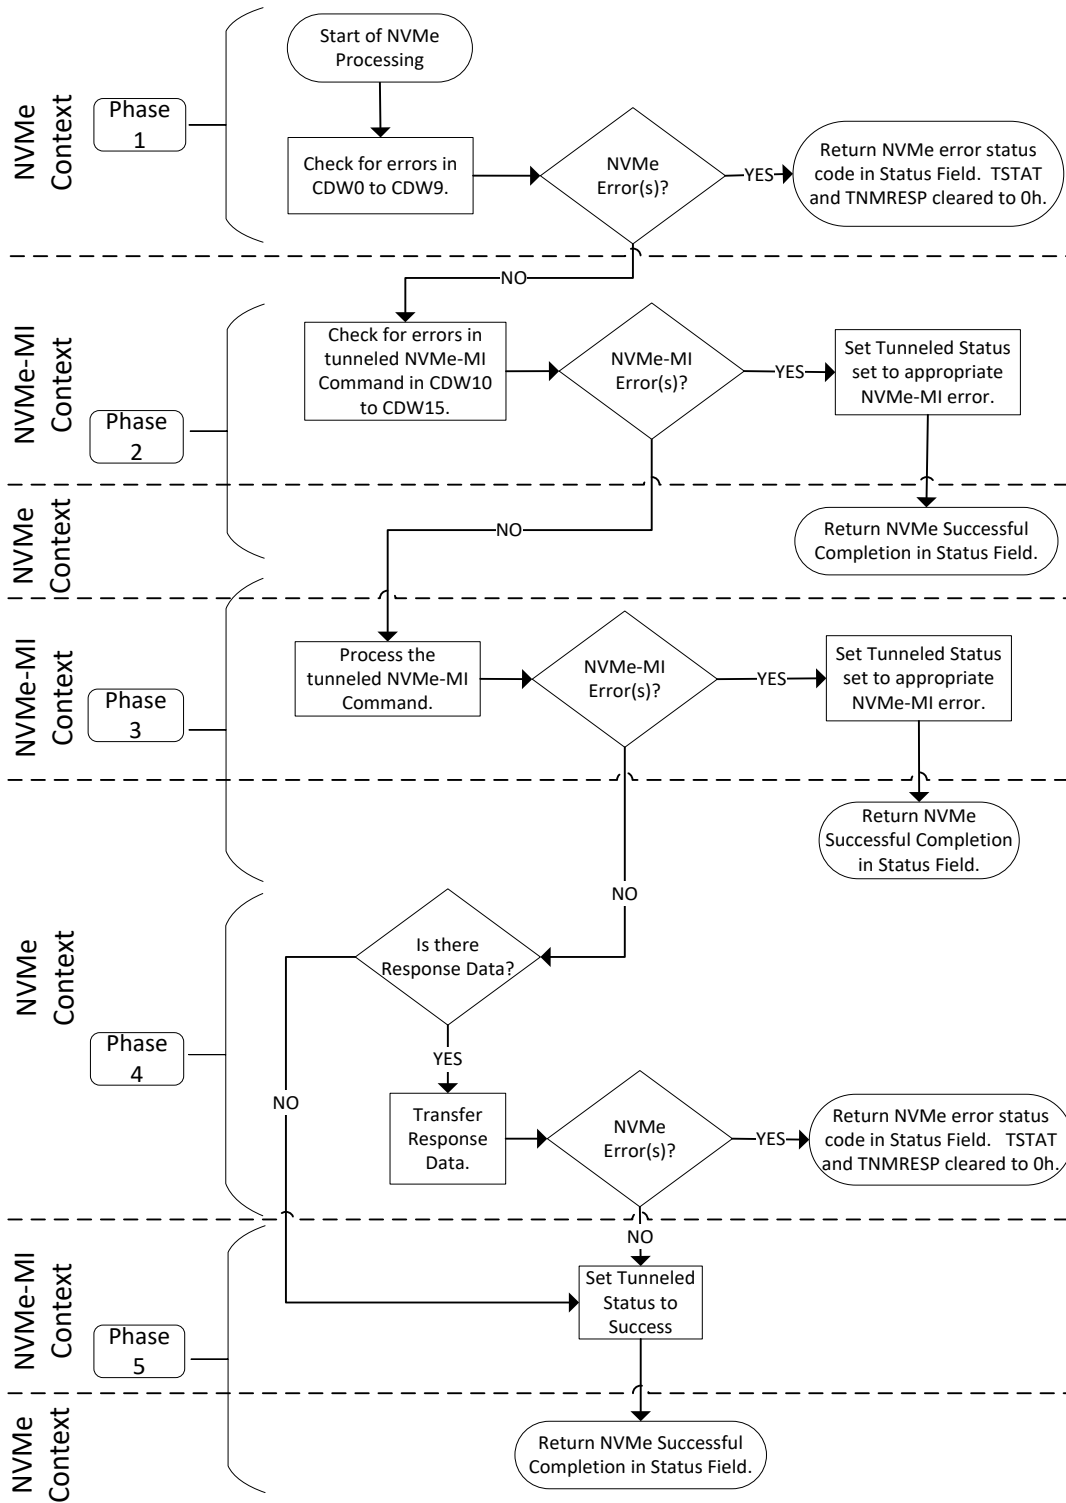 NVMe
Context
Phase
1
Start of NVMe
Processing
Check for errors in
CDW0 to CDW9.
NVMe
Error(s)?
YES
Return NVMe error status
code in Status Field.  TSTAT
and TNMRESP cleared to 0h.
NO
NVMe-MI
Context
Phase
2
Check for errors in
tunneled NVMe-MI
Command in CDW10
to CDW15.
NVMe-MI
Error(s)?
YES
Set Tunneled Status
set to appropriate
NVMe-MI error.
NVMe
Context
NO
Return NVMe Successful
Completion in Status Field.
NVMe-MI
Context
Phase
3
Process the
tunneled NVMe-MI
Command.
NVMe-MI
Error(s)?
YES
Set Tunneled Status
set to appropriate
NVMe-MI error.
Return NVMe
Successful Completion
in Status Field.
NO
NVMe
Context
Phase
4
Is there
Response Data?
YES
NO
Transfer
Response
Data.
NVMe
Error(s)?
YES
Return NVMe error status
code in Status Field.   TSTAT
and TNMRESP cleared to 0h.
NO
NVMe-MI
Context
Phase
5
Set Tunneled
Status to
Success
NVMe
Context
Return NVMe Successful
Completion in Status Field.